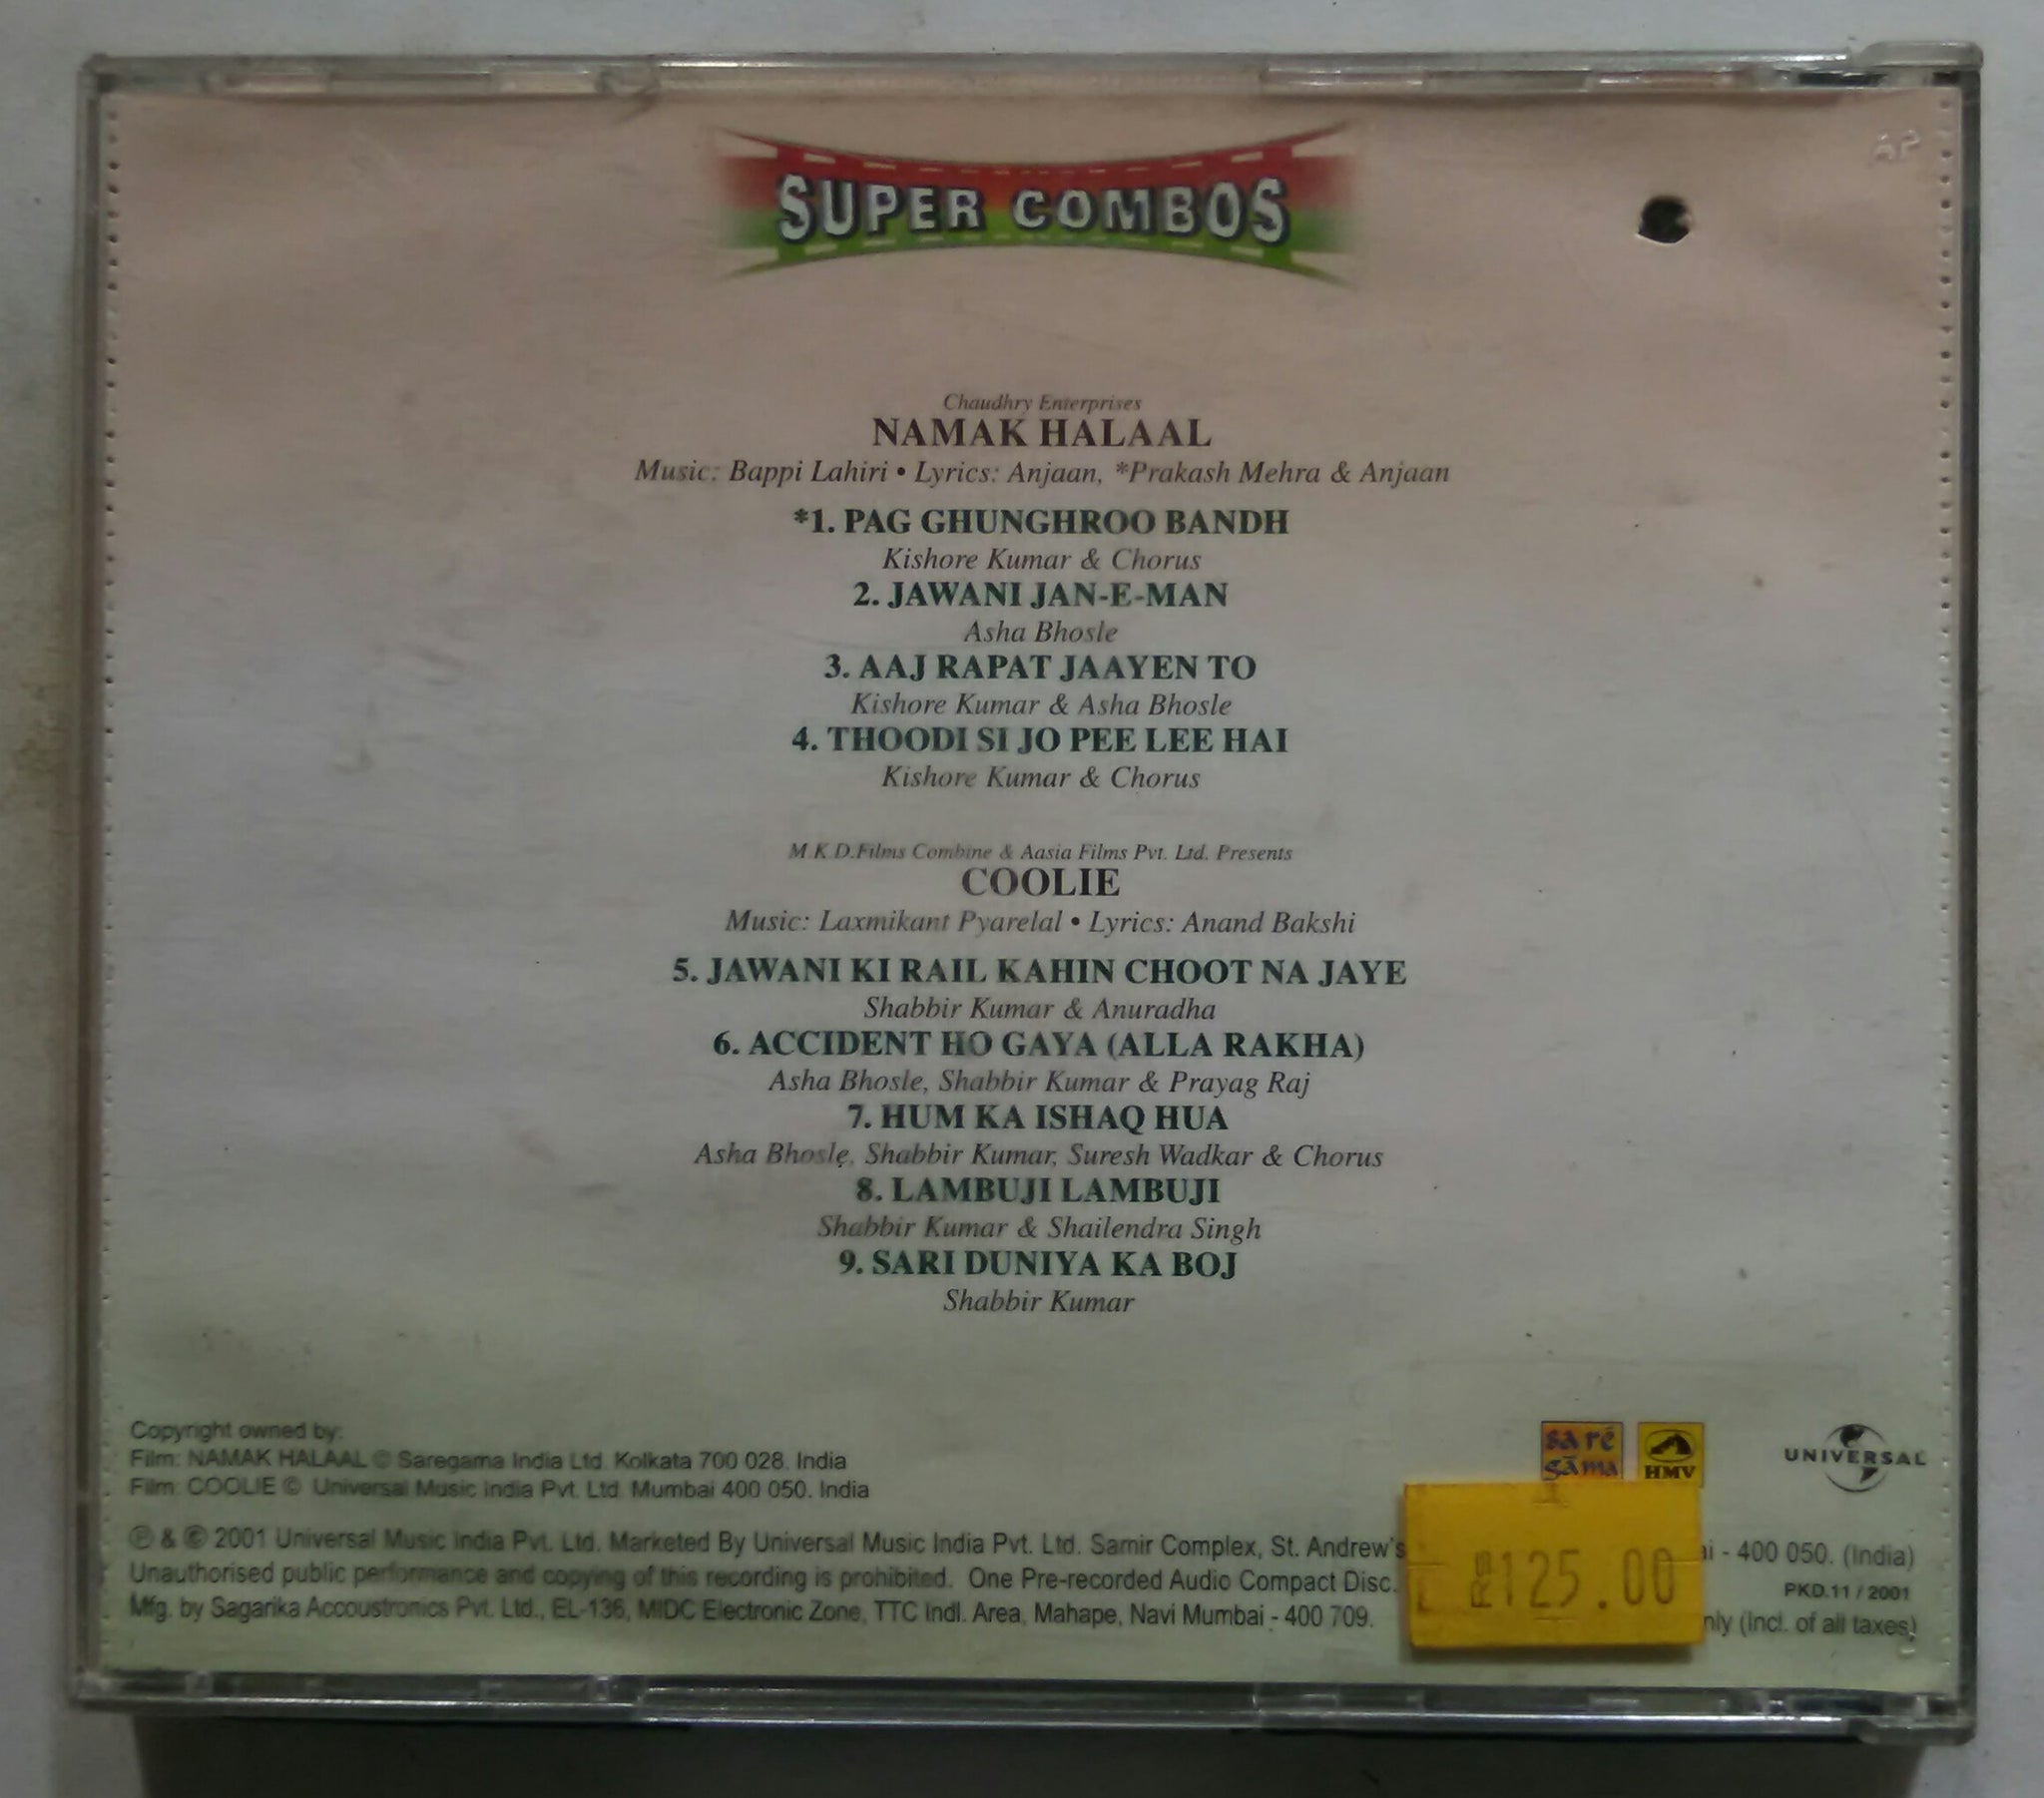 AP
SUPER COMBOS
Chaudhry Enterprises
NAMAK HALAAL
Music: Bappi Lahiri • Lyrics: Anjaan, *Prakash Mehra & Anjaan
*1. PAG GHUNGHROO BANDH
Kishore Kumar & Chorus
2. JAWANI JAN-E-MAN
Asha Bhosle
3. AAJ RAPAT JAAYEN TO
Kishore Kumar & Asha Bhosle
4. THOODI SI JO PEE LEE HAI
Kishore Kumar & Chorus
M.K.D.Films Combine & Aasia Films Pvt. Ltd. Presents
COOLIE
Music: Laxmikant Pyarelal • Lyrics: Anand Bakshi
5. JAWANI KI RAIL KAHIN CHOOT NA JAYE
Shabbir Kumar & Anuradha
6. ACCIDENT HO GAYA (ALLA RAKHA)
Asha Bhosle, Shabbir Kumar & Prayag Raj
7. HUM KA ISHAQ HUA
Asha Bhosle, Shabbir Kumar, Suresh Wadkar & Chorus
8. LAMBUJI LAMBUJI
Shabbir Kumar & Shailendra Singh
9. SARI DUNIYA KA BOJ
Shabbir Kumar
Copyright owned by:
Film: NAMAK HALAAL © Saregama India Ltd. Kolkata 700 028. India
Film: COOLIE © Universal Music India Pvt. Ltd. Mumbai 400 050. India
sa re
gama
HMV
UNIVERSAL
℗ & © 2001 Universal Music India Pvt. Ltd. Marketed By Universal Music India Pvt. Ltd. Samir Complex, St. Andrew's - 400 050. (India)
Unauthorised public performance and copying of this recording is prohibited. One Pre-recorded Audio Compact Disc. PKD.11 / 2001
Mfg. by Sagarika Accoustronics Pvt. Ltd., EL-136, MIDC Electronic Zone, TTC Indl. Area, Mahape, Navi Mumbai - 400 709. (Incl. of all taxes)
RS125.00